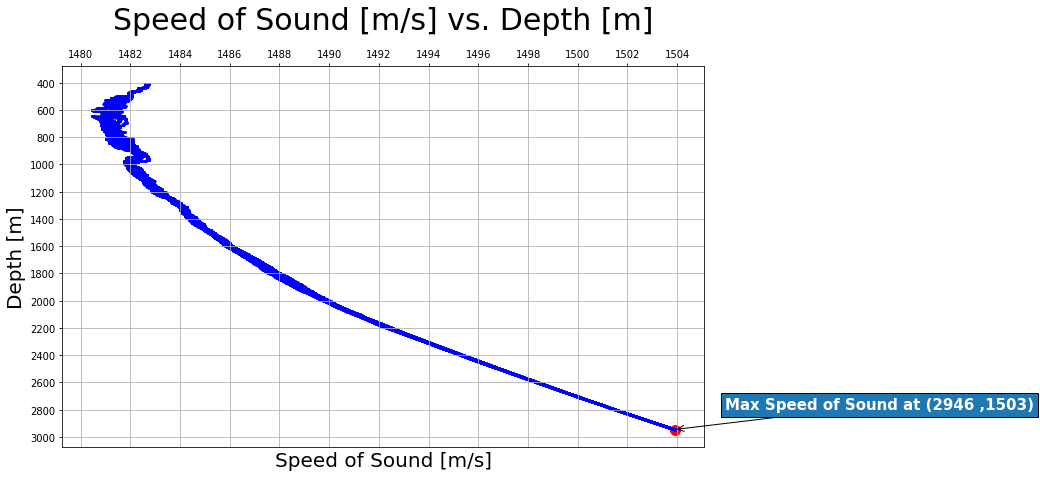 Speed of Sound [m/s] vs. Depth [m]
1480 1482 1484 1486 1488 1490 1492 1494 1496 1498 1500 1502 1504
400
600
800
1000
1200
1400
1600
1800
2000
2200
2400
2600
2800
3000
Depth [m]
Max Speed of Sound at (2946 ,1503)
Speed of Sound [m/s]